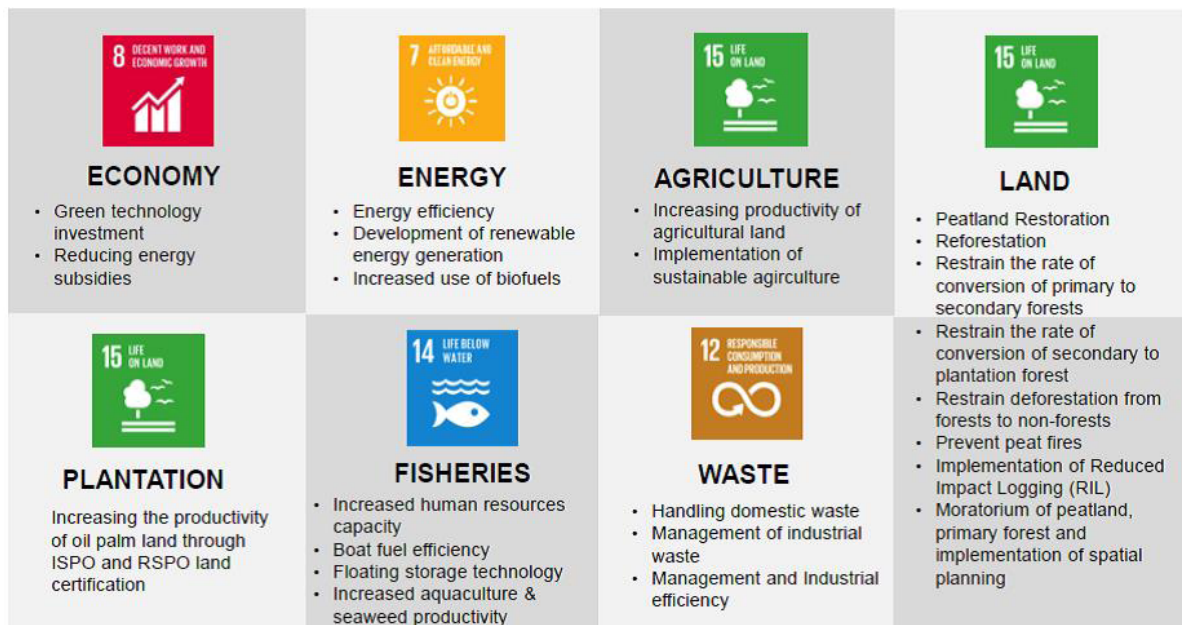 8 DECENT WORK AND
ECONOMIC GROWTH
ECONOMY
• Green technology
investment
• Reducing energy
subsidies
7 AFFORDABLE AND
CLEAN ENERGY
ENERGY
• Energy efficiency
• Development of renewable
energy generation
• Increased use of biofuels
15 LIFE
ON LAND
AGRICULTURE
• Increasing productivity of
agricultural land
• Implementation of
sustainable agirculture
15 LIFE
ON LAND
LAND
• Peatland Restoration
• Reforestation
• Restrain the rate of
conversion of primary to
secondary forests
• Restrain the rate of
conversion of secondary to
plantation forest
• Restrain deforestation from
forests to non-forests
• Prevent peat fires
• Implementation of Reduced
Impact Logging (RIL)
• Moratorium of peatland,
primary forest and
implementation of spatial
planning
15 LIFE
ON LAND
PLANTATION
Increasing the productivity
of oil palm land through
ISPO and RSPO land
certification
14 LIFE BELOW
WATER
FISHERIES
• Increased human resources
capacity
• Boat fuel efficiency
• Floating storage technology
• Increased aquaculture &
seaweed productivity
12 RESPONSIBLE
CONSUMPTION
AND PRODUCTION
WASTE
• Handling domestic waste
• Management of industrial
waste
• Management and Industrial
efficiency